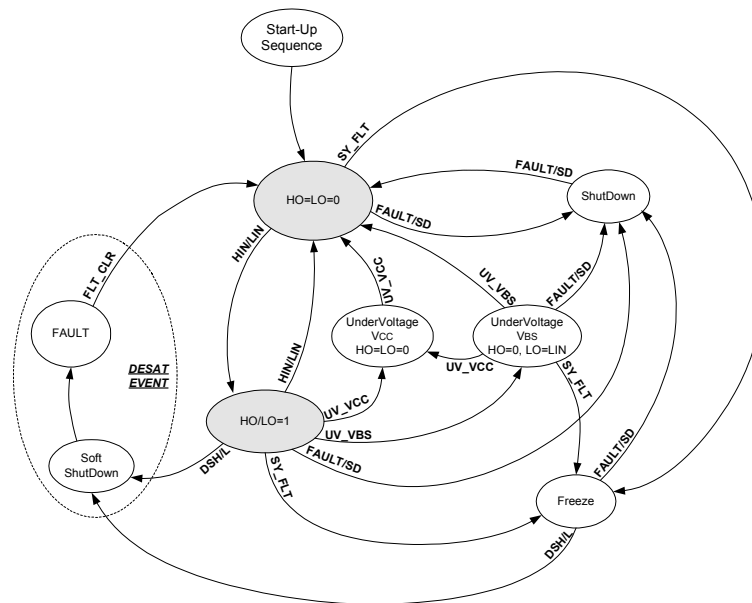 Start-Up
Sequence
SY_FLT
FAULT/SD
ShutDown
HO=LO=0
FAULT/SD
HIN/LIN
FLT_CLR
UV_VCC
UV_VBS
FAULT/SD
FAULT
UnderVoltage
VCC
HO=LO=0
UnderVoltage
VBS
HO=0, LO=LIN
DESAT
EVENT
HIN/LIN
UV_VCC
SY_FLT
UV_VCC
HO/LO=1
UV_VBS
Soft
ShutDown
DSH/L
SY_FLT
FAULT/SD
FAULT/SD
Freeze
DSH/L